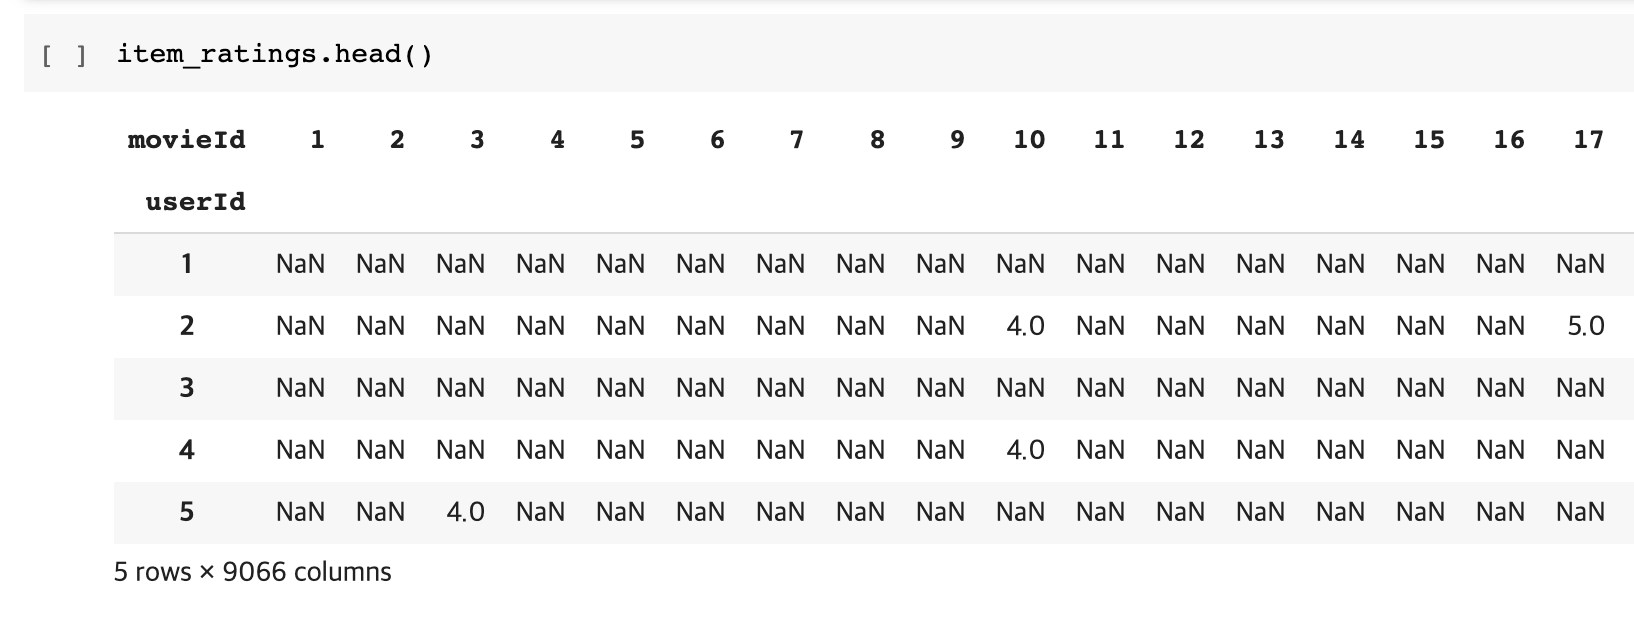 [ ] item_ratings.head()
movieId 1 2 3 4 5 6 7 8 9 10 11 12 13 14 15 16 17
userId
1 NaN NaN NaN NaN NaN NaN NaN NaN NaN NaN NaN NaN NaN NaN NaN NaN NaN
2 NaN NaN NaN NaN NaN NaN NaN NaN NaN 4.0 NaN NaN NaN NaN NaN NaN 5.0
3 NaN NaN NaN NaN NaN NaN NaN NaN NaN NaN NaN NaN NaN NaN NaN NaN NaN
4 NaN NaN NaN NaN NaN NaN NaN NaN NaN 4.0 NaN NaN NaN NaN NaN NaN NaN
5 NaN NaN 4.0 NaN NaN NaN NaN NaN NaN NaN NaN NaN NaN NaN NaN NaN NaN
5 rows × 9066 columns